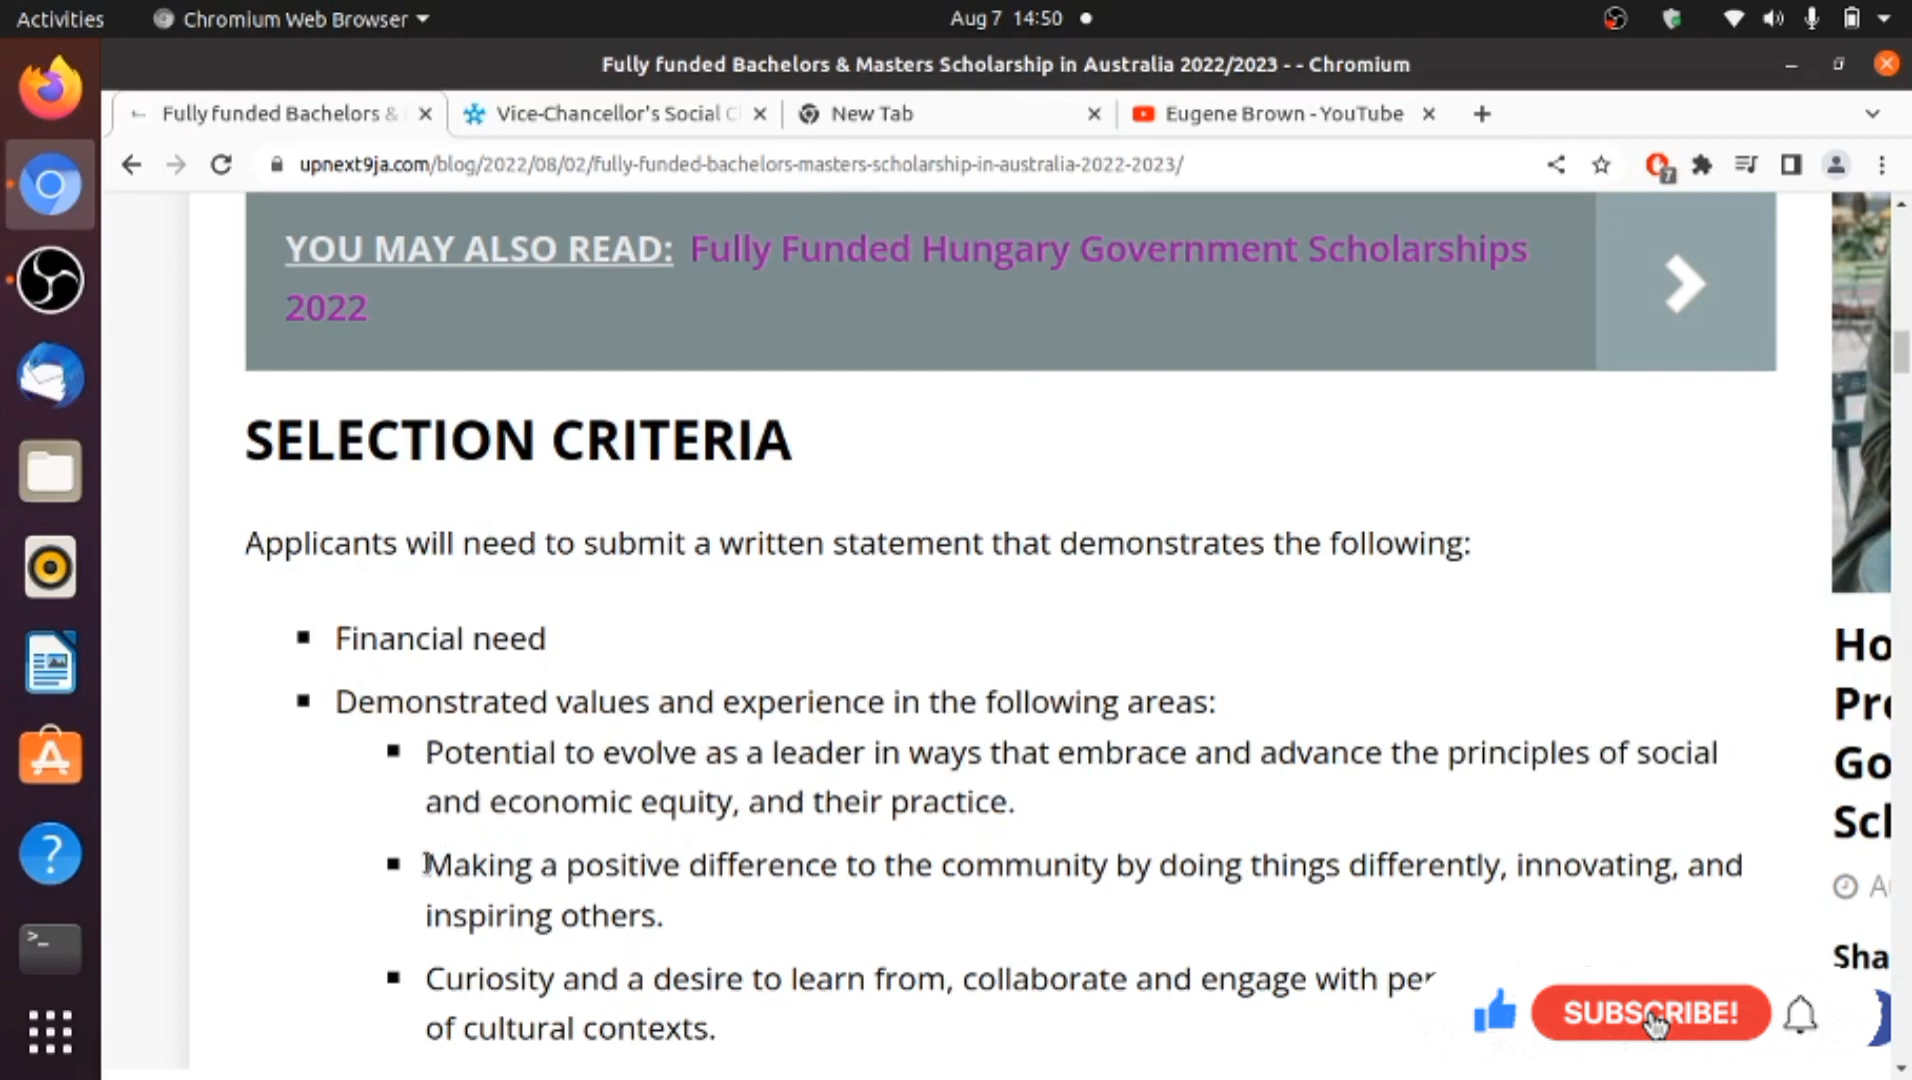 Activities Chromium Web Browser Aug 7 14:50
Fully funded Bachelors & Masters Scholarship in Australia 2022/2023 - - Chromium
Fully funded Bachelors & Vice-Chancellor's Social New Tab Eugene Brown - YouTube
upnext9ja.com/blog/2022/08/02/fully-funded-bachelors-masters-scholarship-in-australia-2022-2023/ 7
YOU MAY ALSO READ: Fully Funded Hungary Government Scholarships
2022
SELECTION CRITERIA
Applicants will need to submit a written statement that demonstrates the following:
Financial need
Demonstrated values and experience in the following areas:
Potential to evolve as a leader in ways that embrace and advance the principles of social
and economic equity, and their practice.
Making a positive difference to the community by doing things differently, innovating, and
inspiring others.
Curiosity and a desire to learn from, collaborate and engage with
of cultural contexts.
SUBSCRIBE!